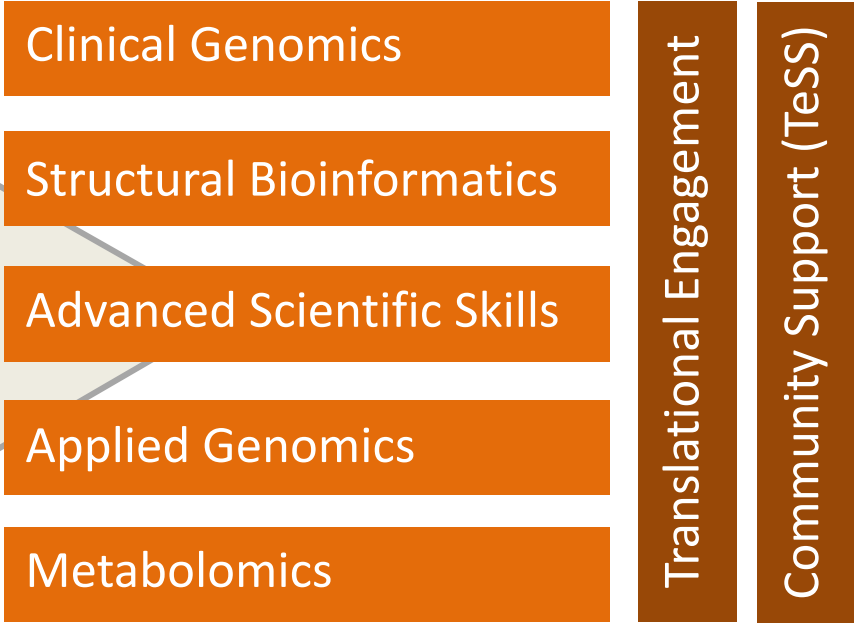 Clinical Genomics
Structural Bioinformatics
Advanced Scientific Skills
Applied Genomics
Metabolomics
Translational Engagement
Community Support (TeSS)